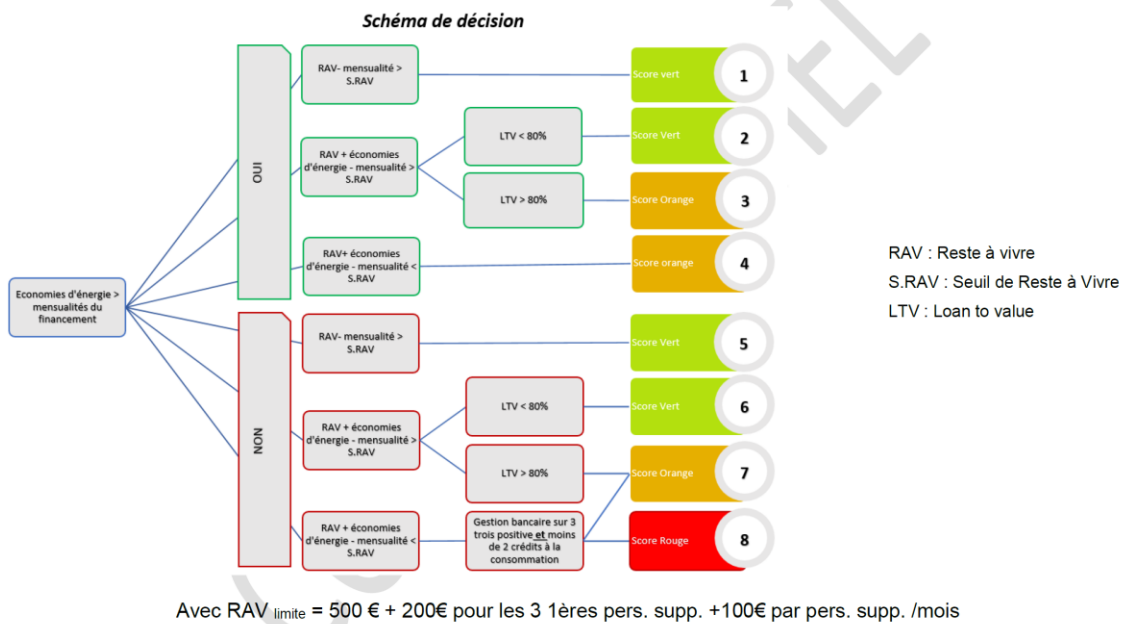 Schéma de décision
OUI
RAV- mensualité >
S.RAV
Score vert
1
RAV + économies
d'énergie - mensualité >
S.RAV
LTV < 80%
Score Vert
2
LTV > 80%
Score Orange
3
RAV+ économies
d'énergie - mensualité <
S.RAV
Score orange
4
Economies d'énergie >
mensualités du
financement
NON
RAV- mensualité >
S.RAV
Score Vert
5
RAV + économies
d'énergie - mensualité >
S.RAV
LTV < 80%
Score Vert
6
LTV > 80%
Score Orange
7
RAV + économies
d'énergie - mensualité <
S.RAV
Gestion bancaire sur 3
trois positive et moins
de 2 crédits à la
consommation
Score Rouge
8
RAV : Reste à vivre
S.RAV : Seuil de Reste à Vivre
LTV : Loan to value
Avec RAV limite = 500 € + 200€ pour les 3 1ères pers. supp. +100€ par pers. supp. /mois